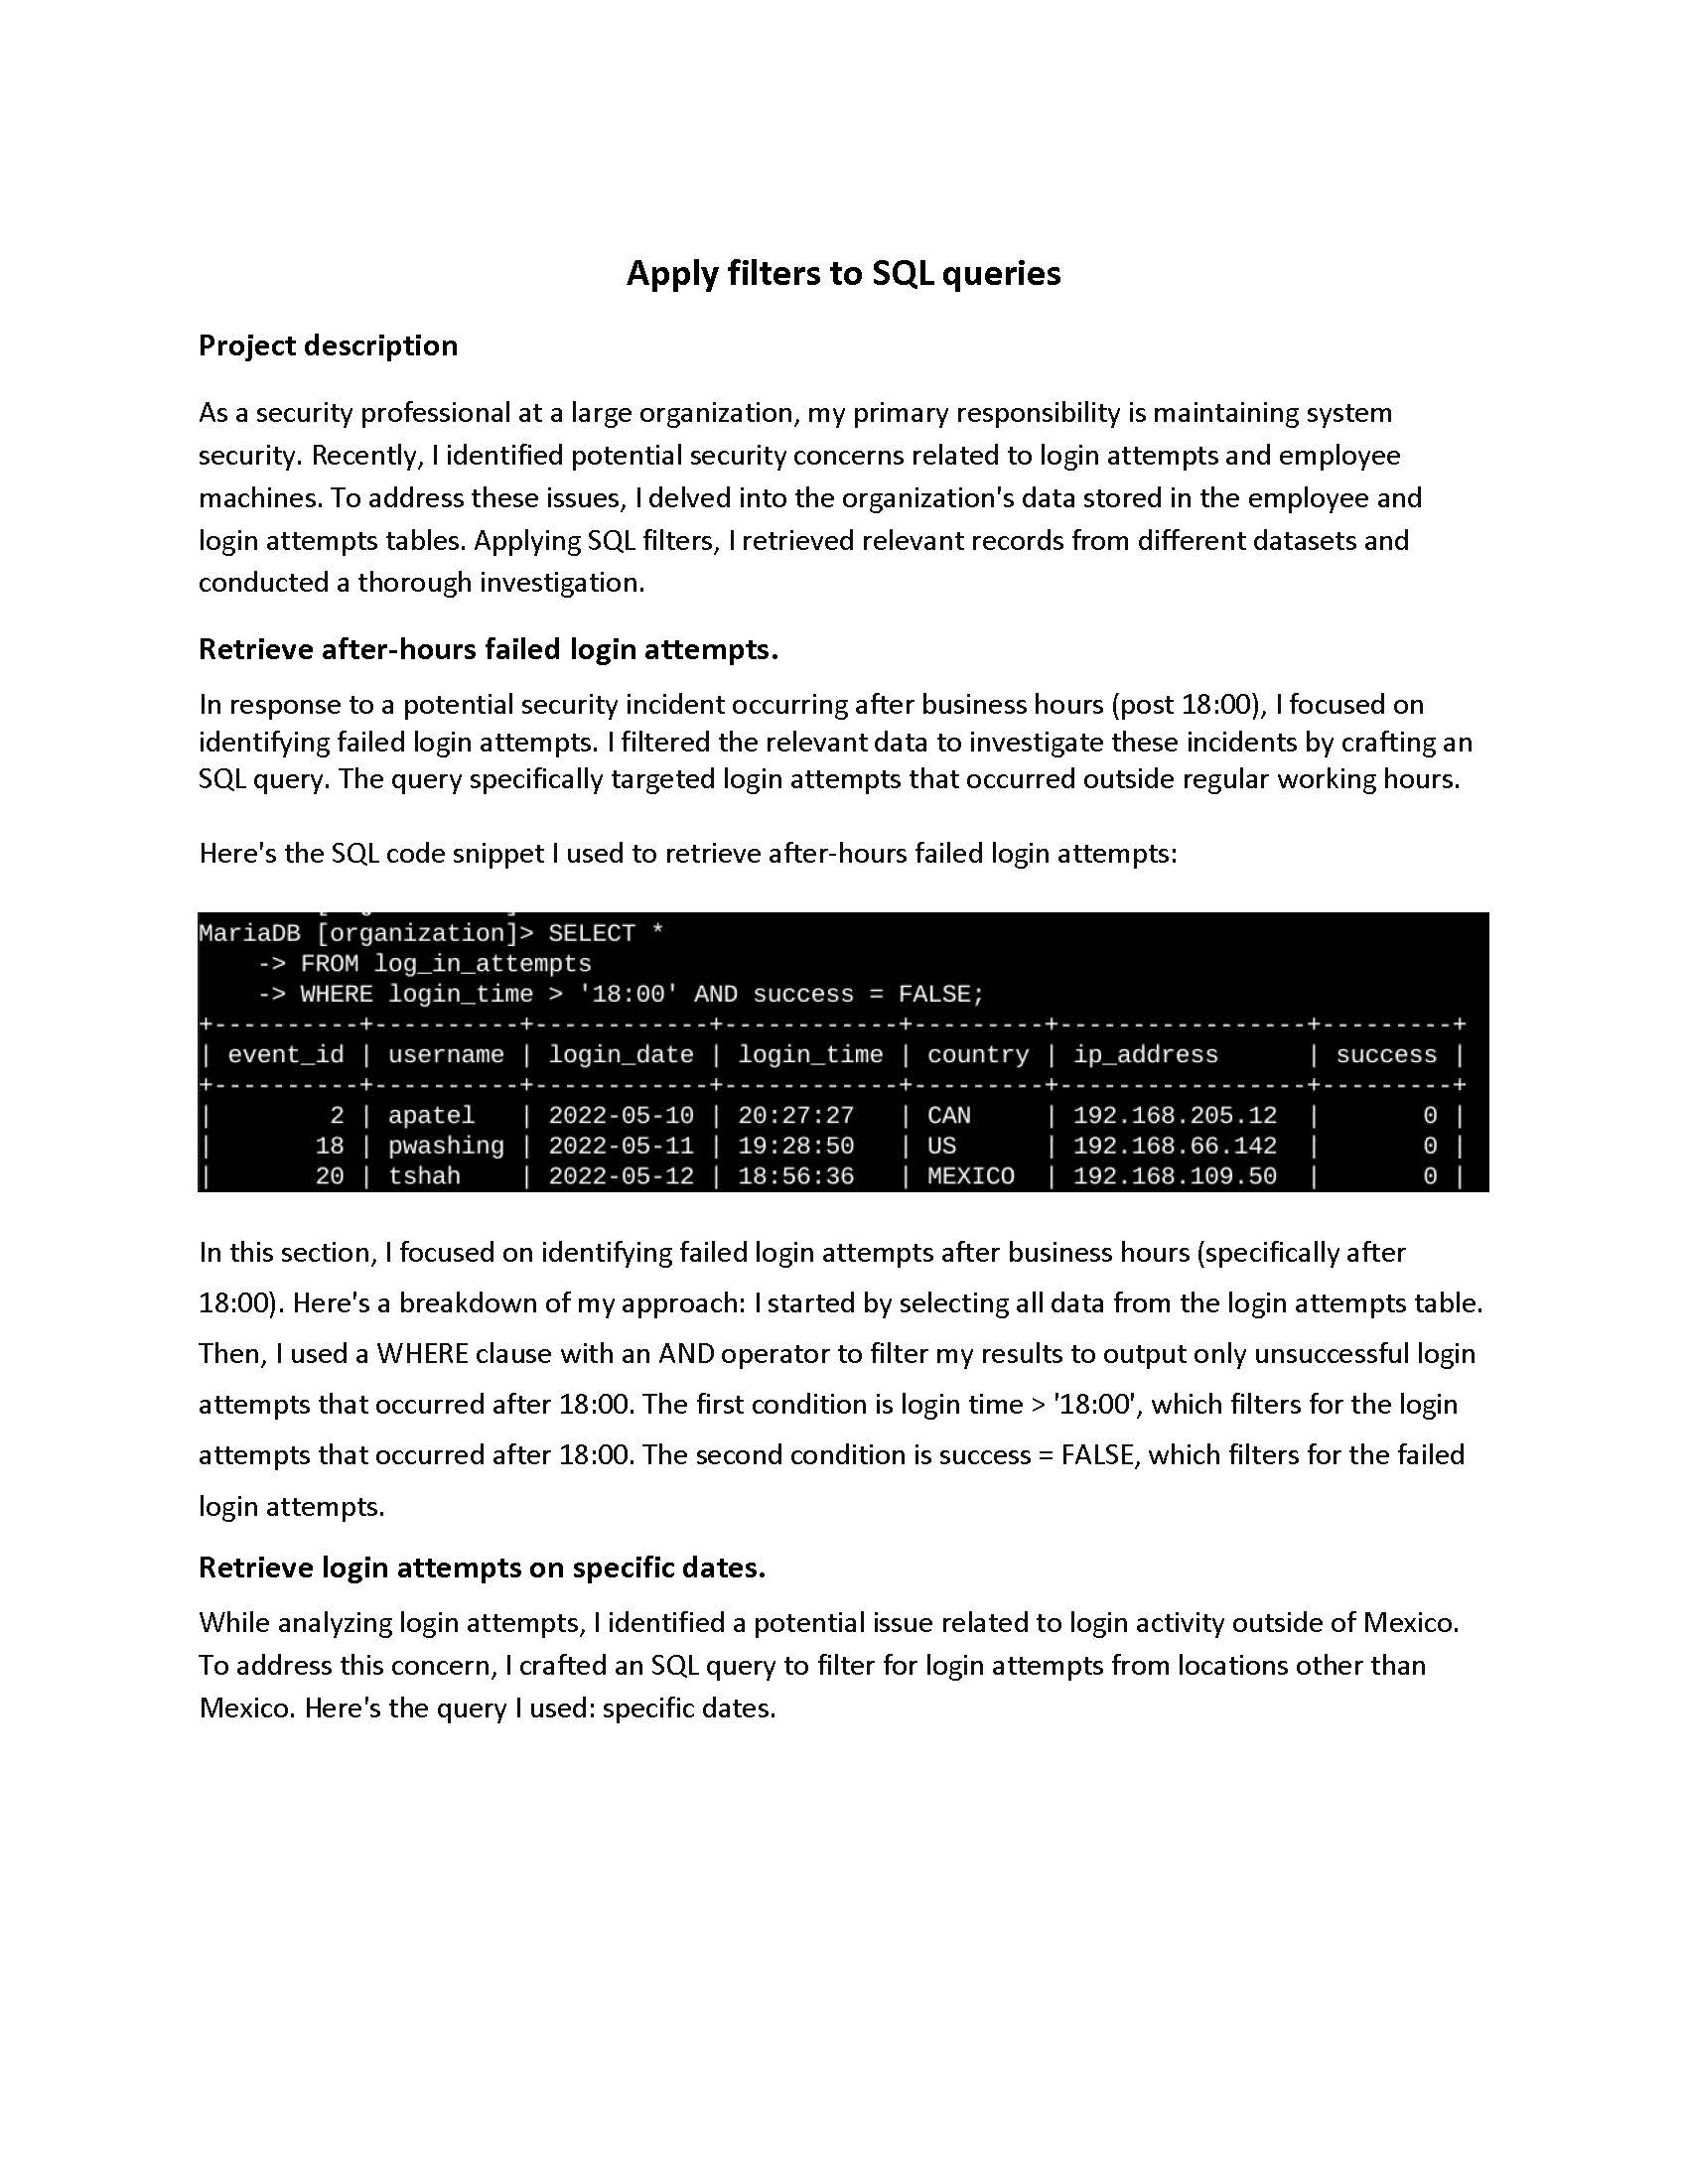 Apply filters to SQL queries
Project description
As a security professional at a large organization, my primary responsibility is maintaining system
security. Recently, I identified potential security concerns related to login attempts and employee
machines. To address these issues, I delved into the organization's data stored in the employee and
login attempts tables. Applying SQL filters, I retrieved relevant records from different datasets and
conducted a thorough investigation.
Retrieve after-hours failed login attempts.
In response to a potential security incident occurring after business hours (post 18:00), I focused on
identifying failed login attempts. I filtered the relevant data to investigate these incidents by crafting an
SQL query. The query specifically targeted login attempts that occurred outside regular working hours.
Here's the SQL code snippet I used to retrieve after-hours failed login attempts:
MariaDB [organization]> SELECT *
    -> FROM log_in_attempts
    -> WHERE login_time > '18:00' AND success = FALSE;
+----------+----------+------------+------------+---------+-----------------+---------+
| event_id | username | login_date | login_time | country | ip_address      | success |
+----------+----------+------------+------------+---------+-----------------+---------+
|        2 | apatel   | 2022-05-10 | 20:27:27   | CAN     | 192.168.205.12  |       0 |
|       18 | pwashing | 2022-05-11 | 19:28:50   | US      | 192.168.66.142  |       0 |
|       20 | tshah    | 2022-05-12 | 18:56:36   | MEXICO  | 192.168.109.50  |       0 |
In this section, I focused on identifying failed login attempts after business hours (specifically after
18:00). Here's a breakdown of my approach: I started by selecting all data from the login attempts table.
Then, I used a WHERE clause with an AND operator to filter my results to output only unsuccessful login
attempts that occurred after 18:00. The first condition is login time > '18:00', which filters for the login
attempts that occurred after 18:00. The second condition is success = FALSE, which filters for the failed
login attempts.
Retrieve login attempts on specific dates.
While analyzing login attempts, I identified a potential issue related to login activity outside of Mexico.
To address this concern, I crafted an SQL query to filter for login attempts from locations other than
Mexico. Here's the query I used: specific dates.